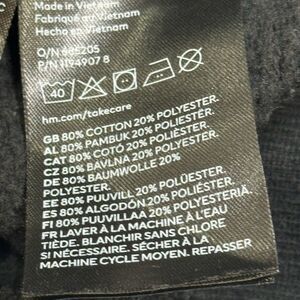 Made in Vietnam
Fabriqué au Vietnam
Hecho en Vietnam
O/N 665205
P/N 1194907 8
40
hm.com/takecare
GB 80% COTTON 20% POLYESTER.
AL 80% PAMBUK 20% POLIESTËR.
CAT 80% COTÓ 20% POLIÈSTER.
CZ 80% BAVLNA 20% POLYESTER.
DE 80% BAUMWOLLE 20%
POLYESTER.
EE 80% PUUVILL 20% POLÜESTER.
ES 80% ALGODÓN 20% POLIÉSTER.
FI 80% PUUVILLAA 20% POLYESTERIÄ.
FR LAVER À LA MACHINE À L'EAU
TIÈDE. BLANCHIR SANS CHLORE
SI NÉCESSAIRE. SÉCHER À LA
MACHINE CYCLE MOYEN. REPASSER